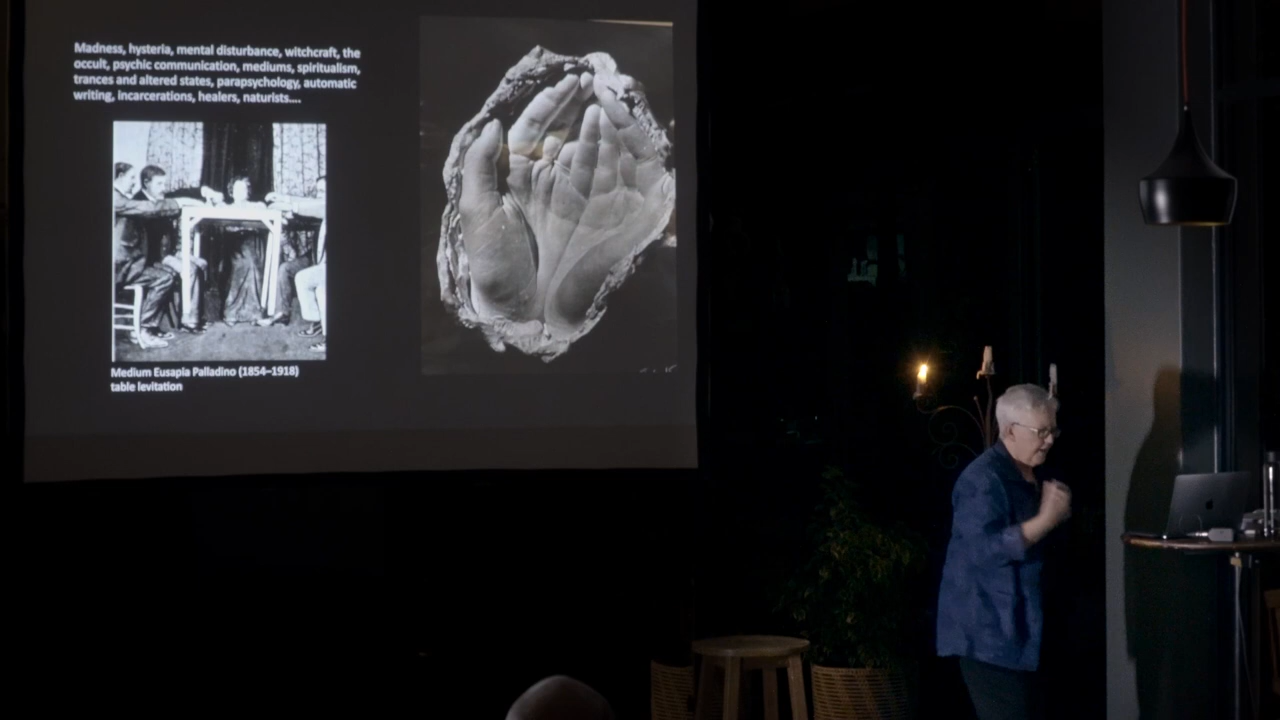 Madness, hysteria, mental disturbance, witchcraft, the
occult, psychic communication, mediums, spiritualism,
trances and altered states, parapsychology, automatic
writing, incarcerations, healers, naturists....
Medium Eusapia Palladino (1854–1918)
table levitation